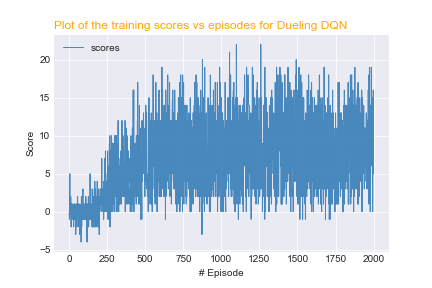 Plot of the training scores vs episodes for Dueling DQN
scores
20
15
10
5
0
−5
Score
0 250 500 750 1000 1250 1500 1750 2000
# Episode